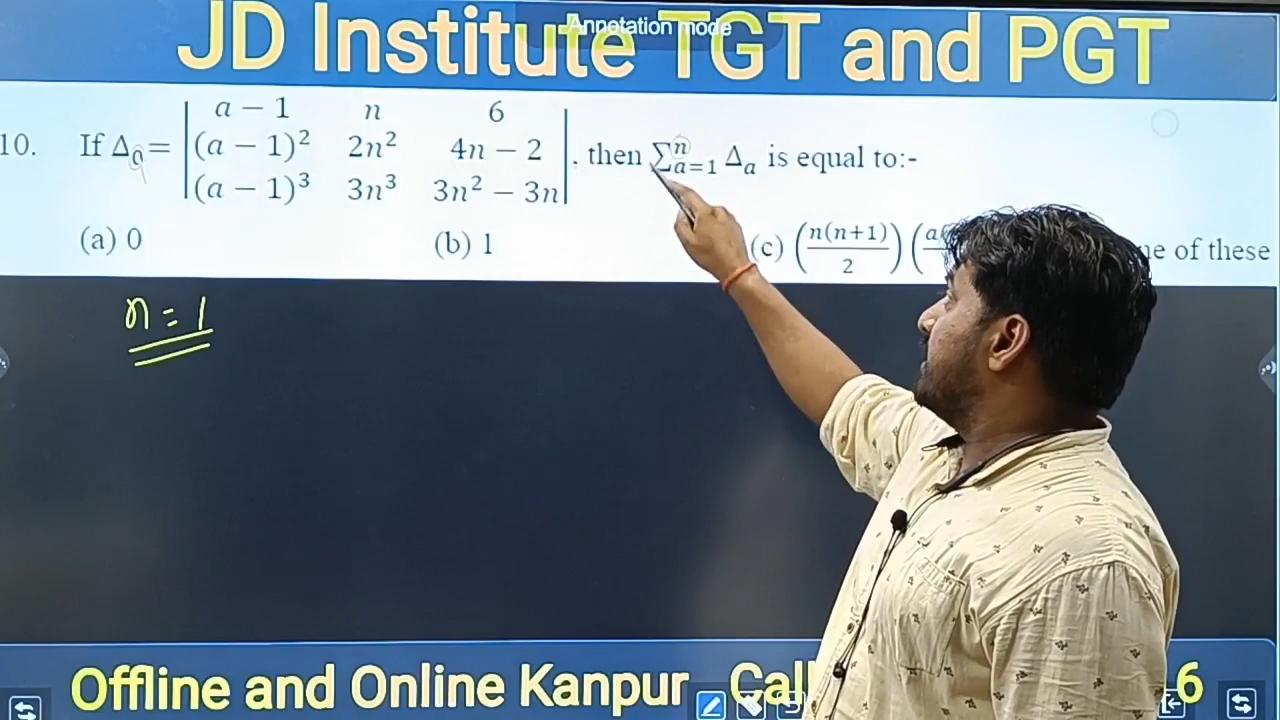 JD Institute TGT and PGT
Annotation mode
10. If Δₐ = | a − 1 n 6 |
| (a − 1)² 2n² 4n − 2 |
| (a − 1)³ 3n³ 3n² − 3n | , then ∑ⁿₐ₌₁ Δₐ is equal to:-
(a) 0 (b) 1 (c) (n(n+1)/2) (a of these
n = 1
Offline and Online Kanpur Call 6